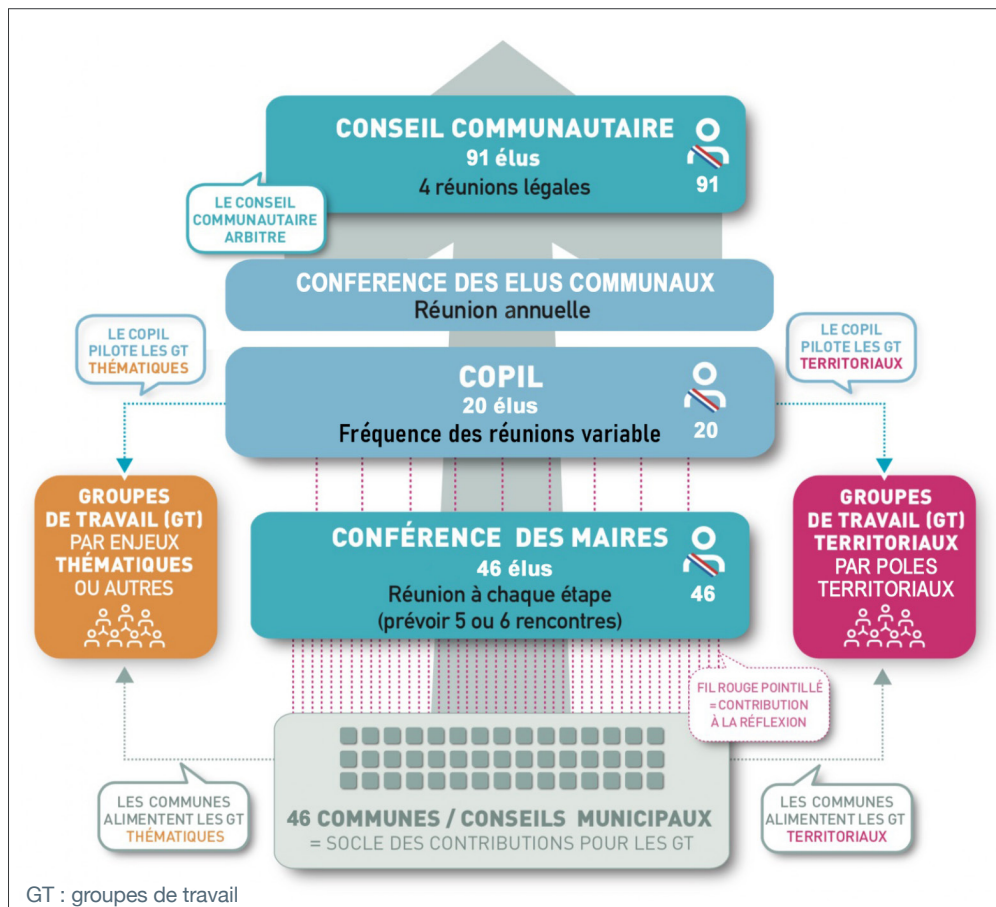 CONSEIL COMMUNAUTAIRE
91 élus
4 réunions légales
91
LE CONSEIL
COMMUNAUTAIRE
ARBITRE
CONFERENCE DES ELUS COMMUNAUX
Réunion annuelle
LE COPIL
PILOTE LES GT
THÉMATIQUES
LE COPIL
PILOTE LES GT
TERRITORIAUX
COPIL
20 élus
Fréquence des réunions variable
20
GROUPES
DE TRAVAIL (GT)
PAR ENJEUX
THÉMATIQUES
OU AUTRES
GROUPES
DE TRAVAIL (GT)
TERRITORIAUX
PAR POLES
TERRITORIAUX
CONFÉRENCE DES MAIRES
46 élus
Réunion à chaque étape
(prévoir 5 ou 6 rencontres)
46
FIL ROUGE POINTILLÉ
= CONTRIBUTION
À LA RÉFLEXION
46 COMMUNES / CONSEILS MUNICIPAUX
= SOCLE DES CONTRIBUTIONS POUR LES GT
LES COMMUNES
ALIMENTENT LES GT
THÉMATIQUES
LES COMMUNES
ALIMENTENT LES GT
TERRITORIAUX
GT : groupes de travail